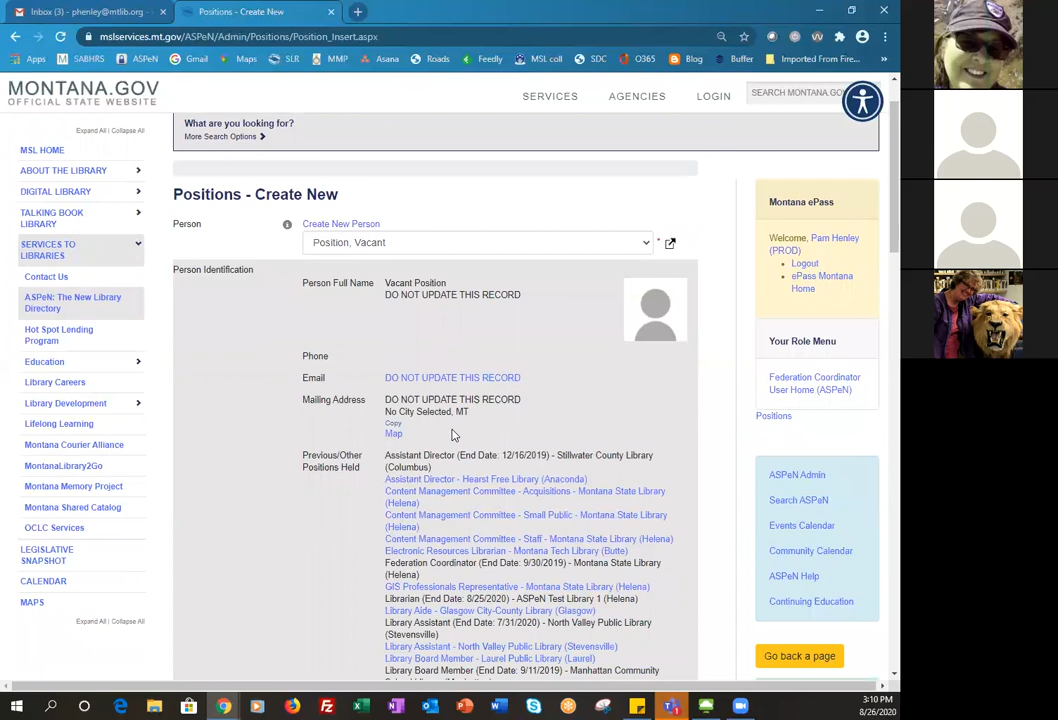 Inbox (3) - phenley@mtlib.org -
Positions - Create New
mslservices.mt.gov/ASPeN/Admin/Positions/Position_Insert.aspx
Apps SABHRS ASPeN Gmail Maps SLR MMP Asana Roads Feedly MSL coll SDC O365 Blog Buffer Imported From Fire...
MONTANA.GOV
OFFICIAL STATE WEBSITE
SERVICES AGENCIES LOGIN
SEARCH MONTANA.GO
Expand All | Collapse All
MSL HOME
ABOUT THE LIBRARY
DIGITAL LIBRARY
TALKING BOOK
LIBRARY
SERVICES TO
LIBRARIES
Contact Us
ASPeN: The New Library
Directory
Hot Spot Lending
Program
Education
Library Careers
Library Development
Lifelong Learning
Montana Courier Alliance
MontanaLibrary2Go
Montana Memory Project
Montana Shared Catalog
OCLC Services
LEGISLATIVE
SNAPSHOT
CALENDAR
MAPS
Expand All | Collapse All
What are you looking for?
More Search Options
Positions - Create New
Person
Create New Person
Position, Vacant
*
Person Identification
Person Full Name
Vacant Position
DO NOT UPDATE THIS RECORD
Phone
Email
DO NOT UPDATE THIS RECORD
Mailing Address
DO NOT UPDATE THIS RECORD
No City Selected, MT
Copy
Map
Previous/Other
Positions Held
Assistant Director (End Date: 12/16/2019) - Stillwater County Library
(Columbus)
Assistant Director - Hearst Free Library (Anaconda)
Content Management Committee - Acquisitions - Montana State Library
(Helena)
Content Management Committee - Small Public - Montana State Library
(Helena)
Content Management Committee - Staff - Montana State Library (Helena)
Electronic Resources Librarian - Montana Tech Library (Butte)
Federation Coordinator (End Date: 9/30/2019) - Montana State Library
(Helena)
GIS Professionals Representative - Montana State Library (Helena)
Librarian (End Date: 8/25/2020) - ASPeN Test Library 1 (Helena)
Library Aide - Glasgow City-County Library (Glasgow)
Library Assistant (End Date: 7/31/2020) - North Valley Public Library
(Stevensville)
Library Assistant - North Valley Public Library (Stevensville)
Library Board Member - Laurel Public Library (Laurel)
Library Board Member (End Date: 9/11/2019) - Manhattan Community
Montana ePass
Welcome, Pam Henley
(PROD)
Logout
ePass Montana
Home
Your Role Menu
Federation Coordinator
User Home (ASPeN)
Positions
ASPeN Admin
Search ASPeN
Events Calendar
Community Calendar
ASPeN Help
Continuing Education
Go back a page
3:10 PM
8/26/2020